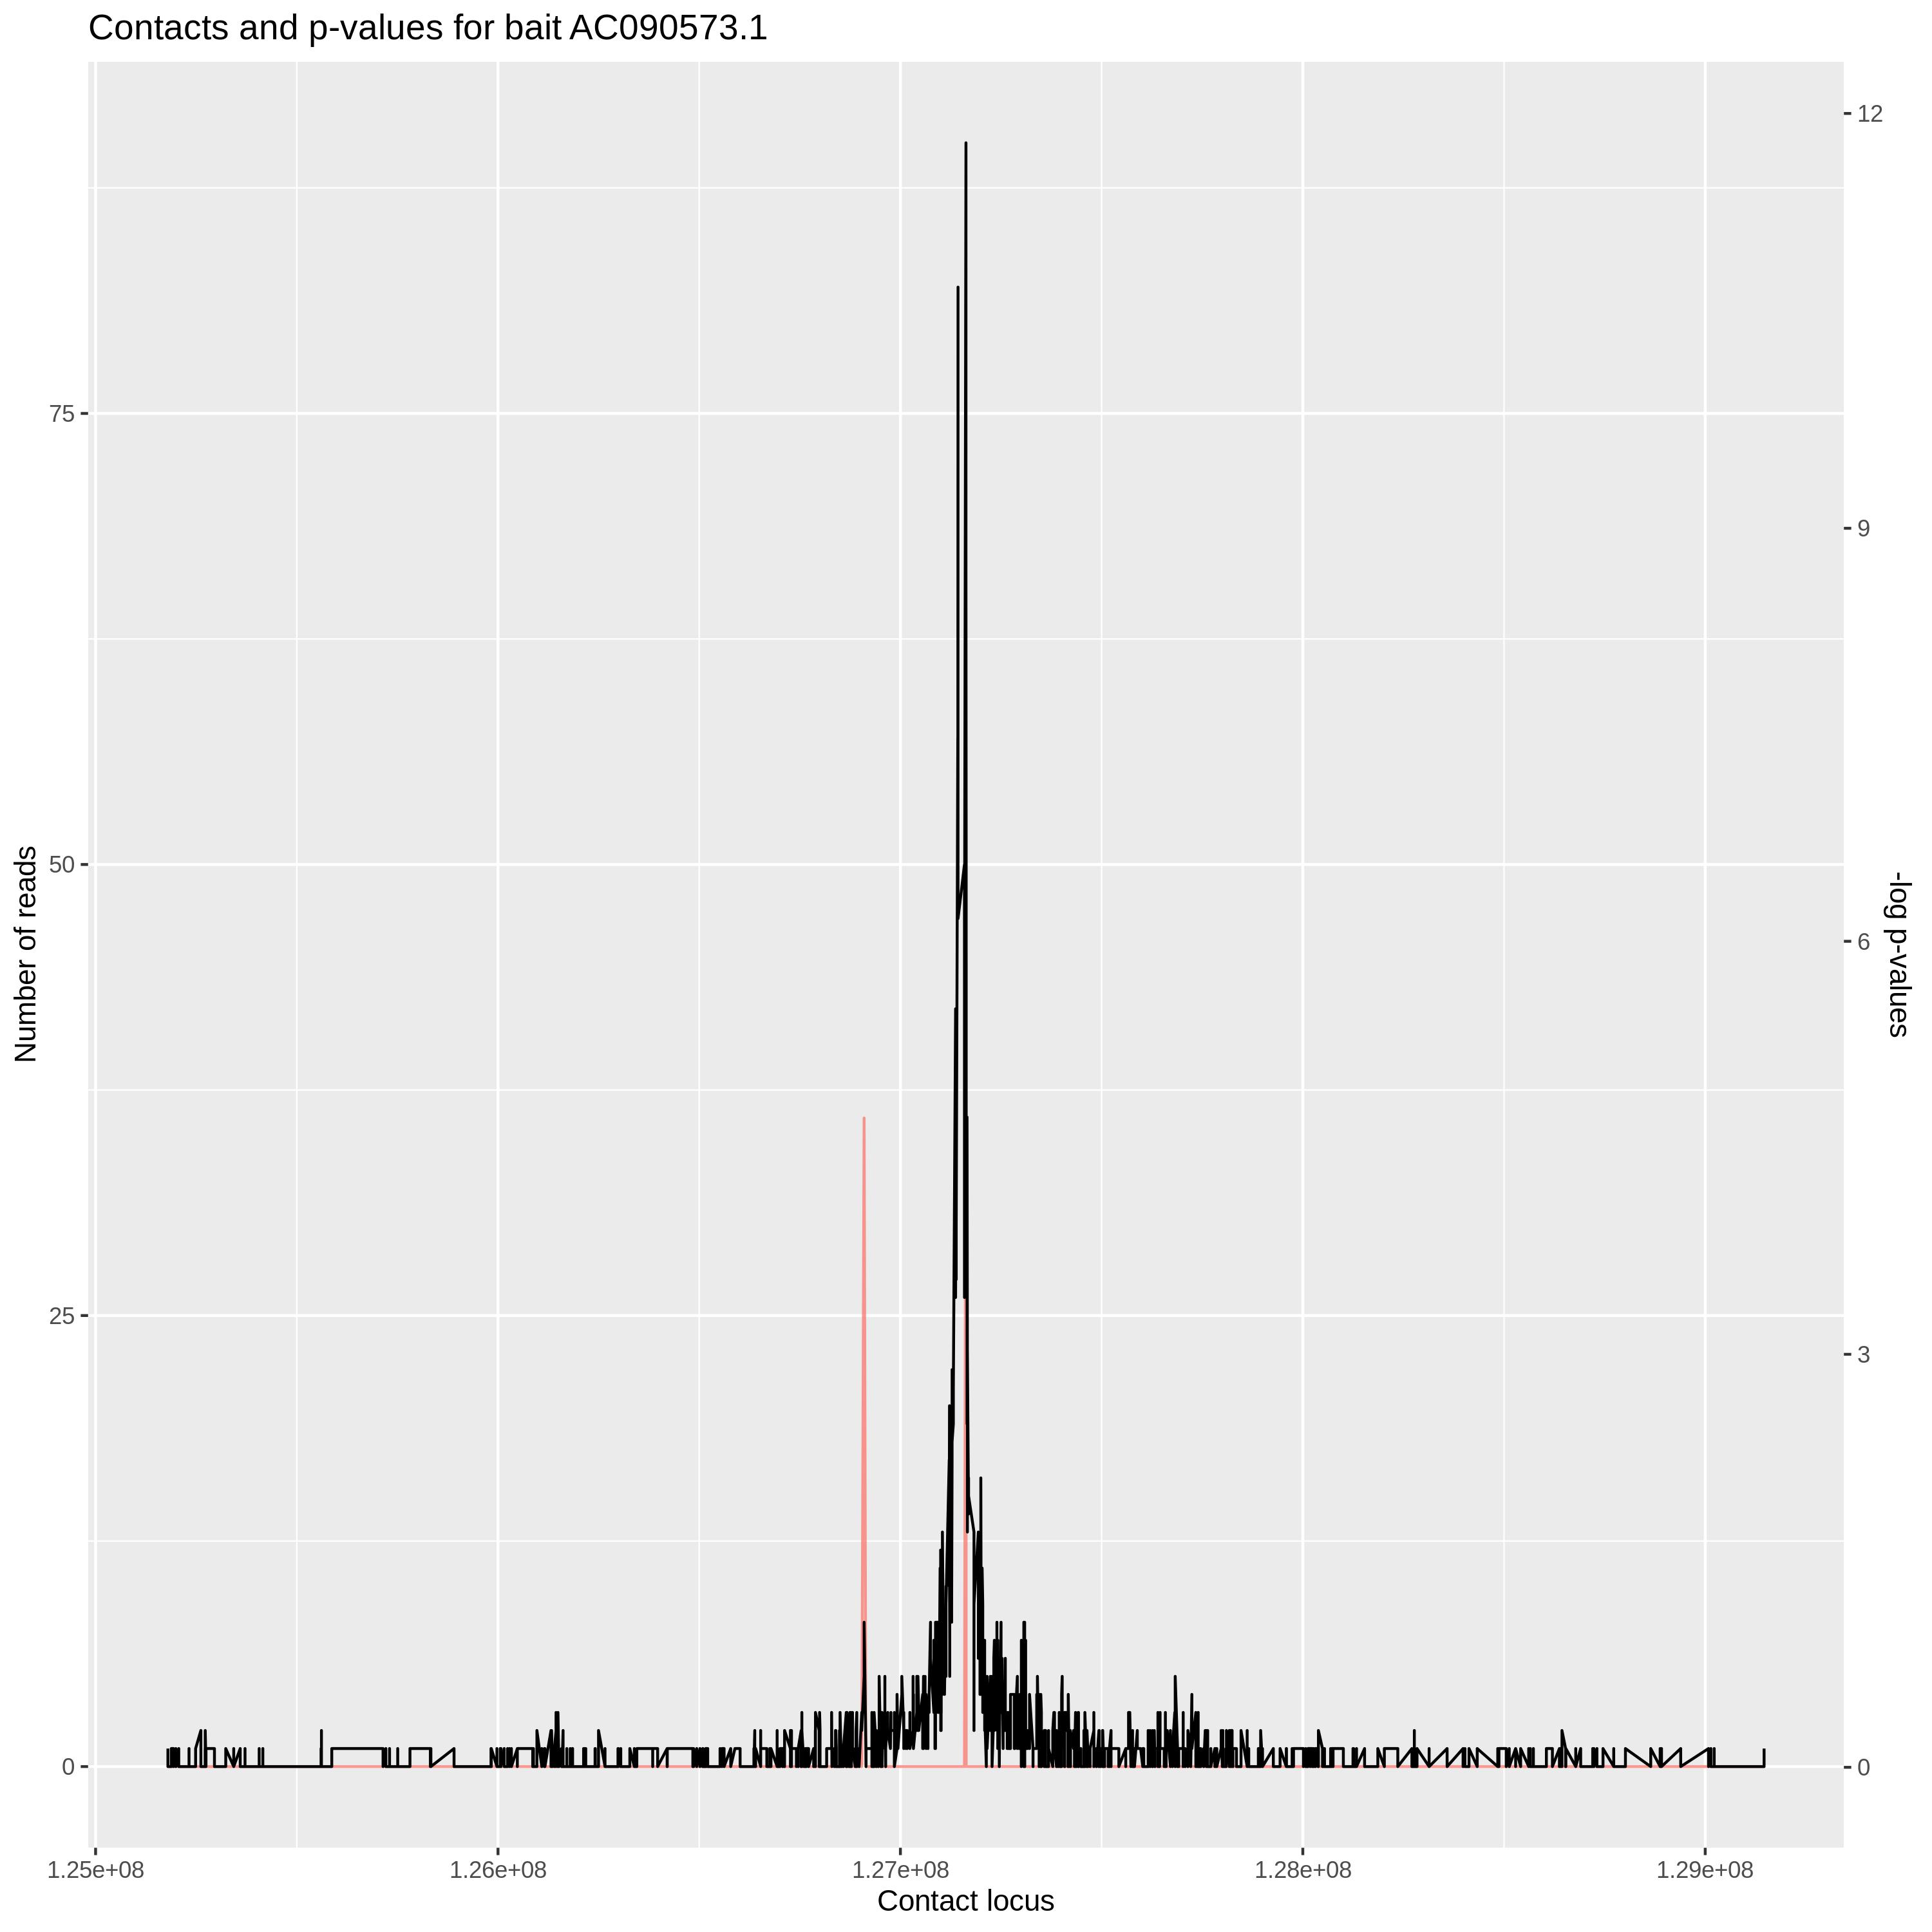 Contacts and p-values for bait AC090573.1
12
75
9
50
6
Number of reads
-log p-values
25
3
0
0
1.25e+08
1.26e+08
1.27e+08
1.28e+08
1.29e+08
Contact locus